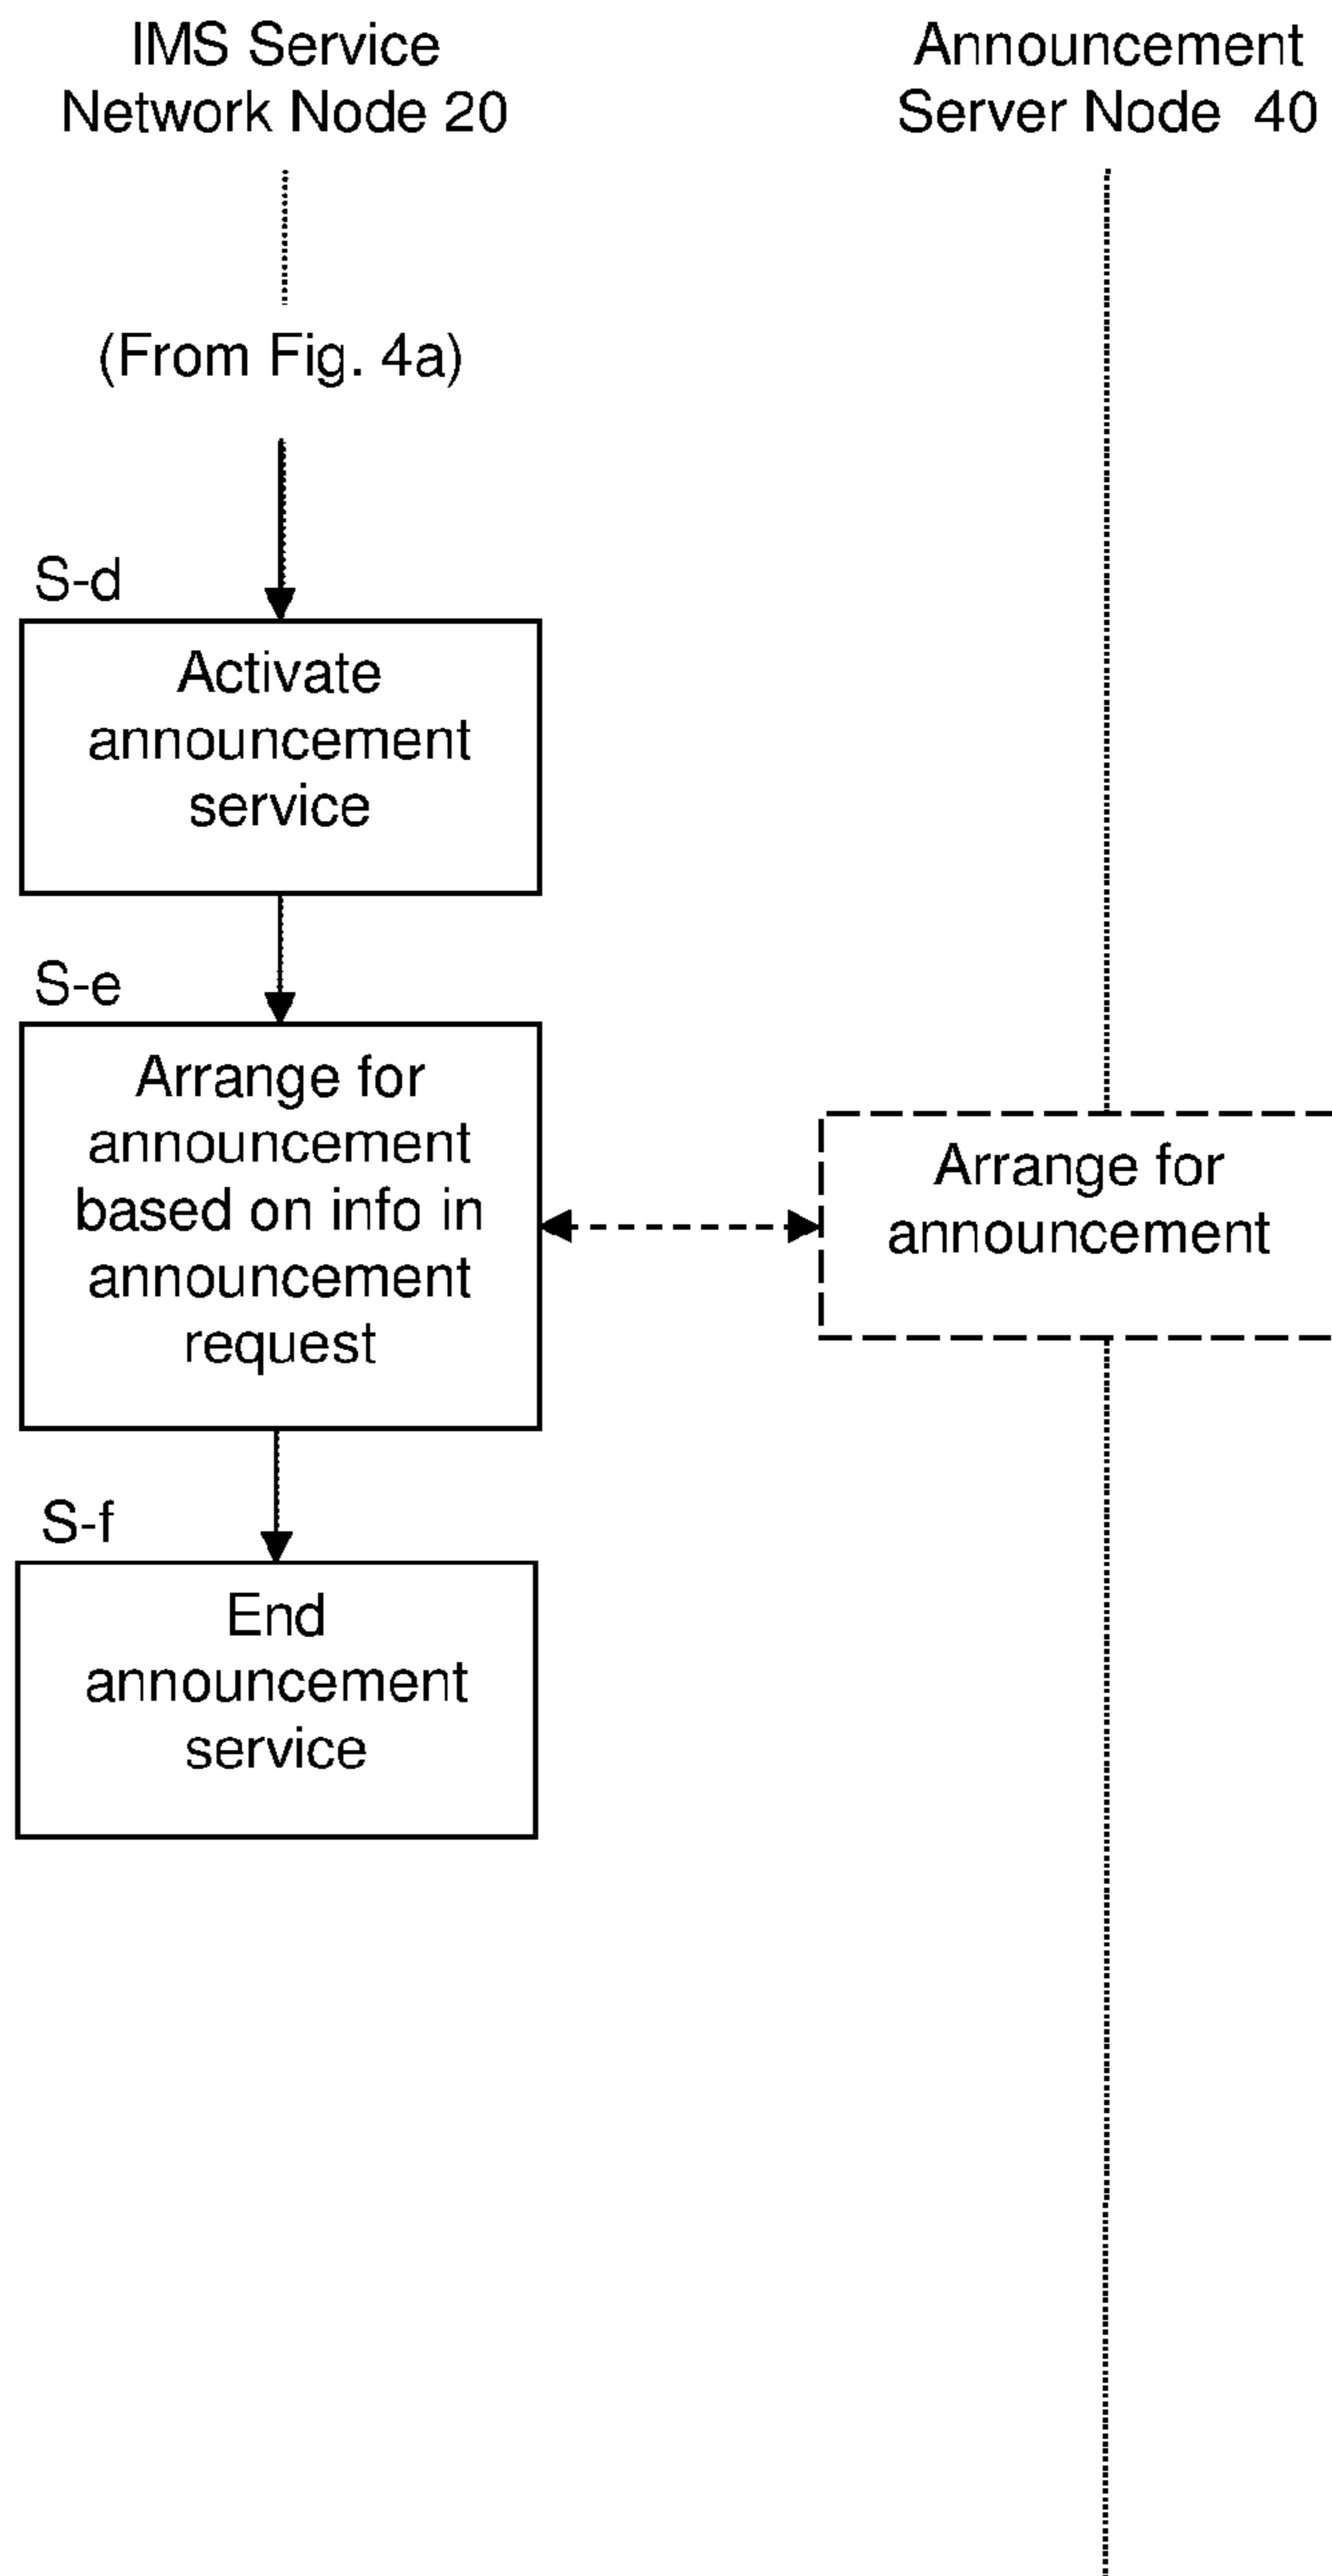 IMS Service
Network Node 20
Announcement
Server Node 40
(From Fig. 4a)
S-d
Activate
announcement
service
S-e
Arrange for
announcement
based on info in
announcement
request
Arrange for
announcement
S-f
End
announcement
service